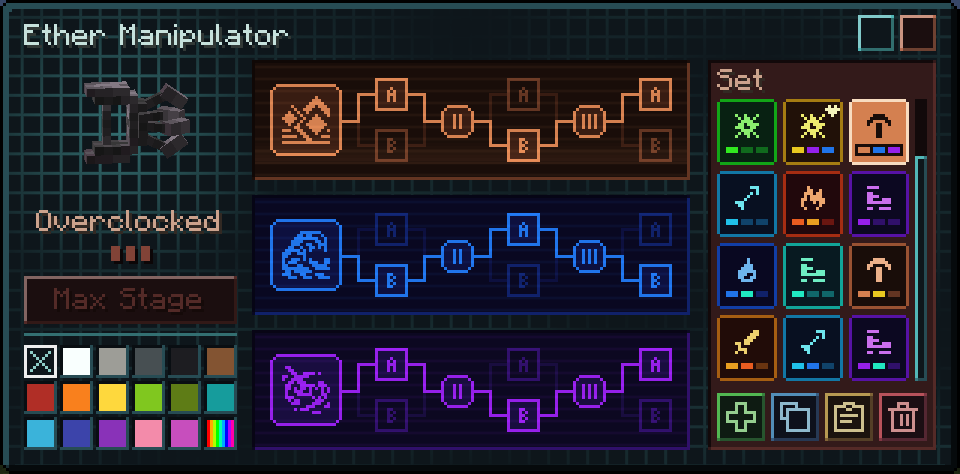 Ether Manipulator
Overclocked
Max Stage
A II A III A
B B B
A II A III A
B B B
A II A III A
B B B
Set